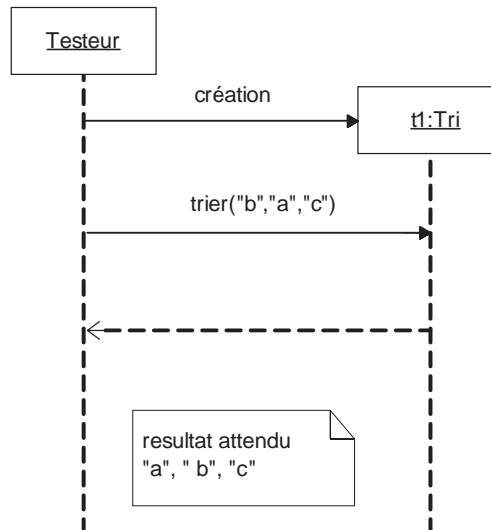 Testeur
création
t1:Tri
trier("b","a","c")
resultat attendu
"a", " b", "c"